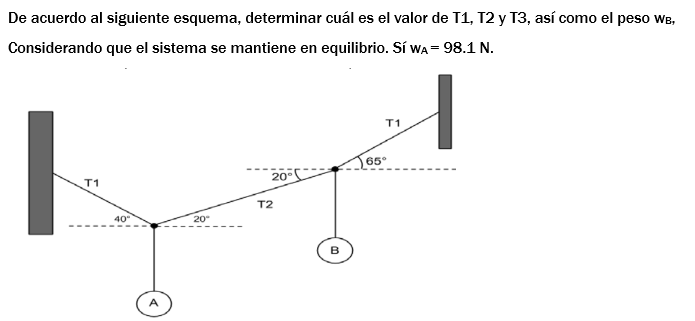 De acuerdo al siguiente esquema, determinar cuál es el valor de T1, T2 y T3, así como el peso wB,
Considerando que el sistema se mantiene en equilibrio. Sí wA = 98.1 N.
T1
65°
20°
T1
T2
40°
20°
B
A